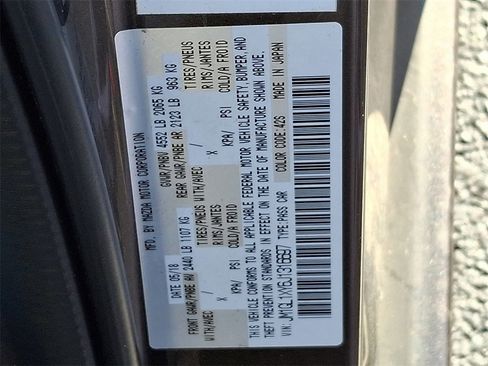 MFD. BY MAZDA MOTOR CORPORATION
DATE: 05/18 GVWR/PNBV 4552 LB 2065 KG
FRONT GAWR/PNBE AV 2440 LB 1107 KG REAR GAWR/PNBE AR 2123 LB 963 KG
WITH/AVEC TIRES/PNEUS WITH/AVEC TIRES/PNEUS
/ RIMS/JANTES / RIMS/JANTES
X COLD/A FROID X COLD/A FROID
KPA/ PSI KPA/ PSI
THIS VEHICLE CONFORMS TO ALL APPLICABLE FEDERAL MOTOR VEHICLE SAFETY, BUMPER, AND
THEFT PREVENTION STANDARDS IN EFFECT ON THE DATE OF MANUFACTURE SHOWN ABOVE.
VIN: JM1GL1XY6J1316697 TYPE:PASS CAR COLOR CODE:42S MADE IN JAPAN